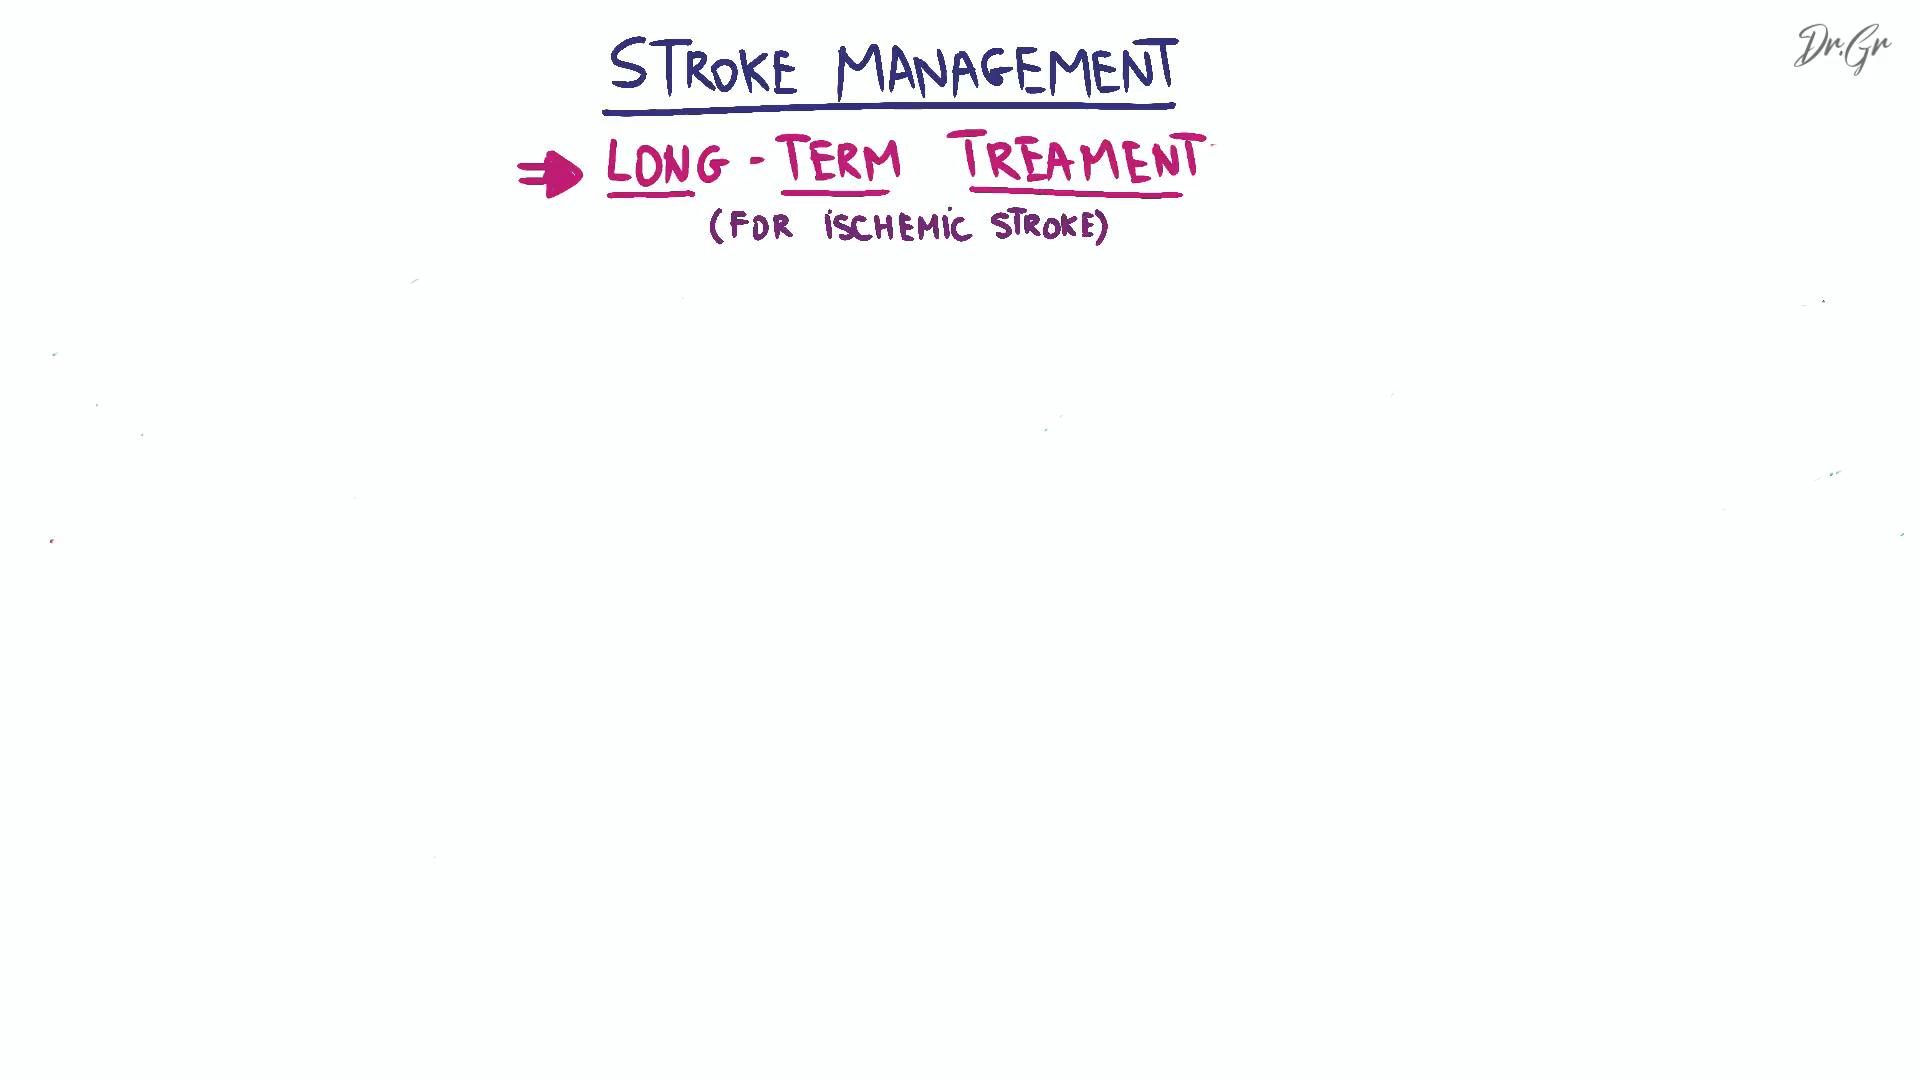 STROKE MANAGEMENT
Dr.Gr
⇒ LONG-TERM TREAMENT
(FOR ISCHEMIC STROKE)